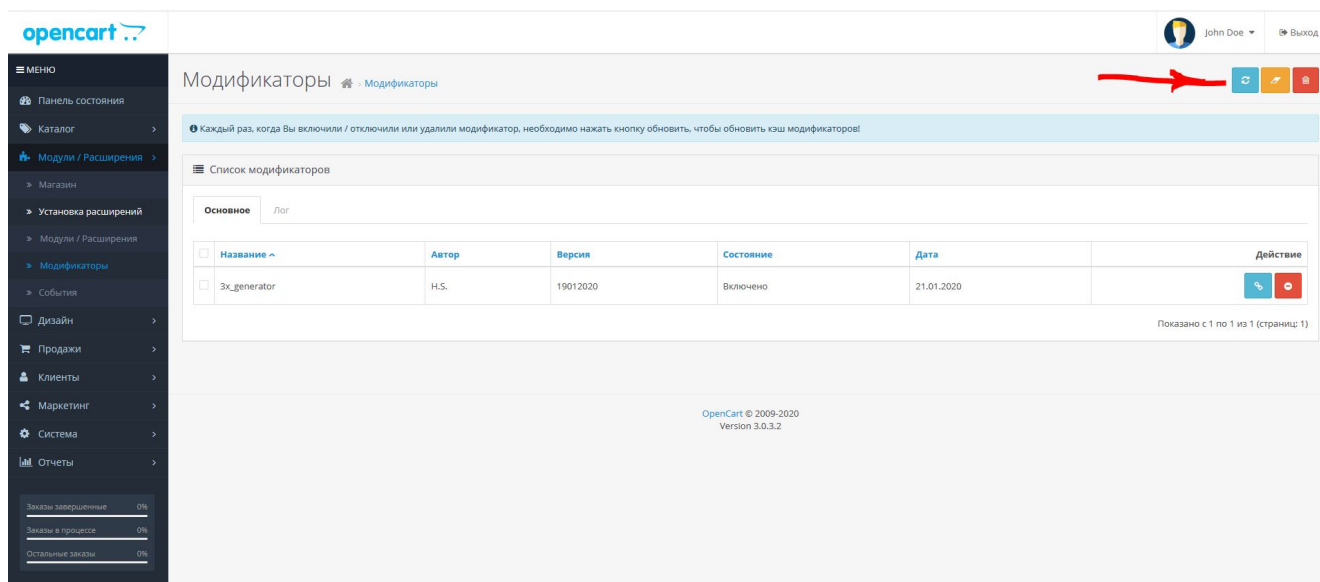 opencart
John Doe
Выход
МЕНЮ
Модификаторы › Модификаторы
Панель состояния
Каталог
Каждый раз, когда Вы включили / отключили или удалили модификатор, необходимо нажать кнопку обновить, чтобы обновить кэш модификаторов!
Модули / Расширения
Список модификаторов
Магазин
Установка расширений
Основное Лог
Модули / Расширения
Название Автор Версия Состояние Дата Действие
Модификаторы
3x_generator H.S. 19012020 Включено 21.01.2020
События
Дизайн
Показано с 1 по 1 из 1 (страниц: 1)
Продажи
Клиенты
Маркетинг
OpenCart © 2009-2020
Version 3.0.3.2
Система
Отчеты
Заказы завершенные 0%
Заказы в процессе 0%
Остальные заказы 0%